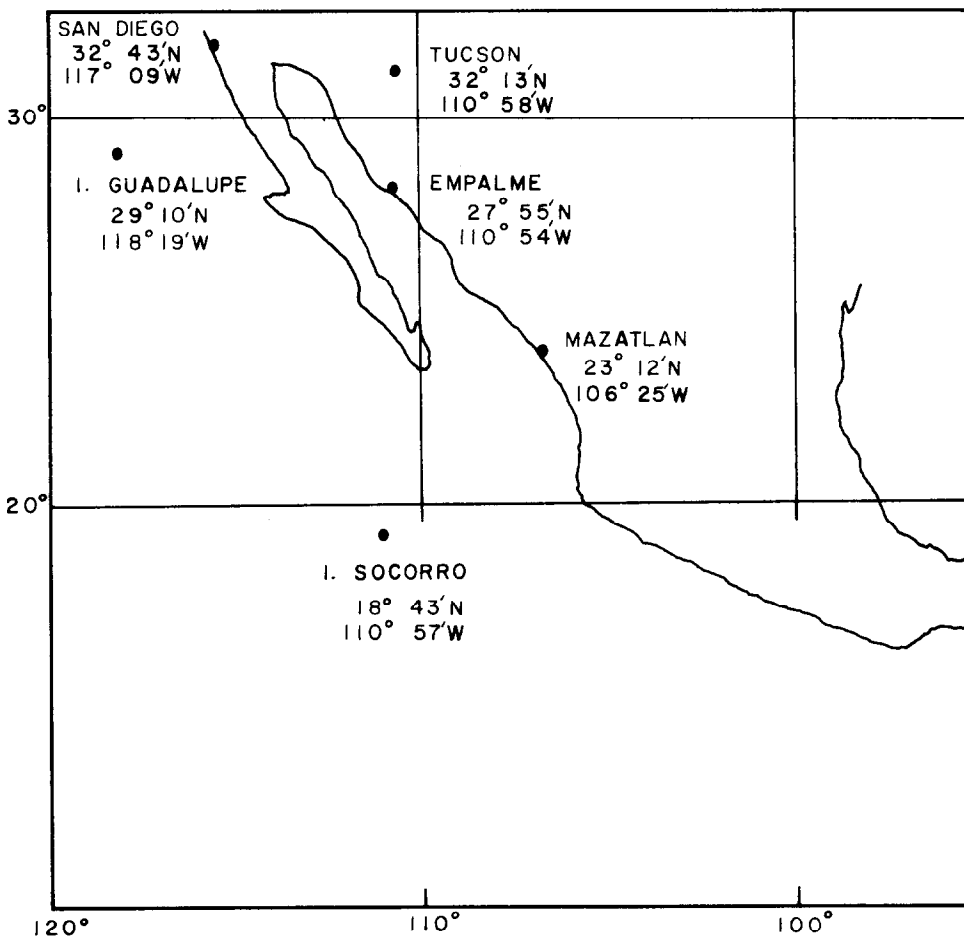 SAN DIEGO
32° 43'N
117° 09'W
TUCSON
32° 13'N
110° 58'W
30°
I. GUADALUPE
29° 10'N
118° 19'W
EMPALME
27° 55'N
110° 54'W
MAZATLAN
23° 12'N
106° 25'W
20°
I. SOCORRO
18° 43'N
110° 57'W
120°
110°
100°